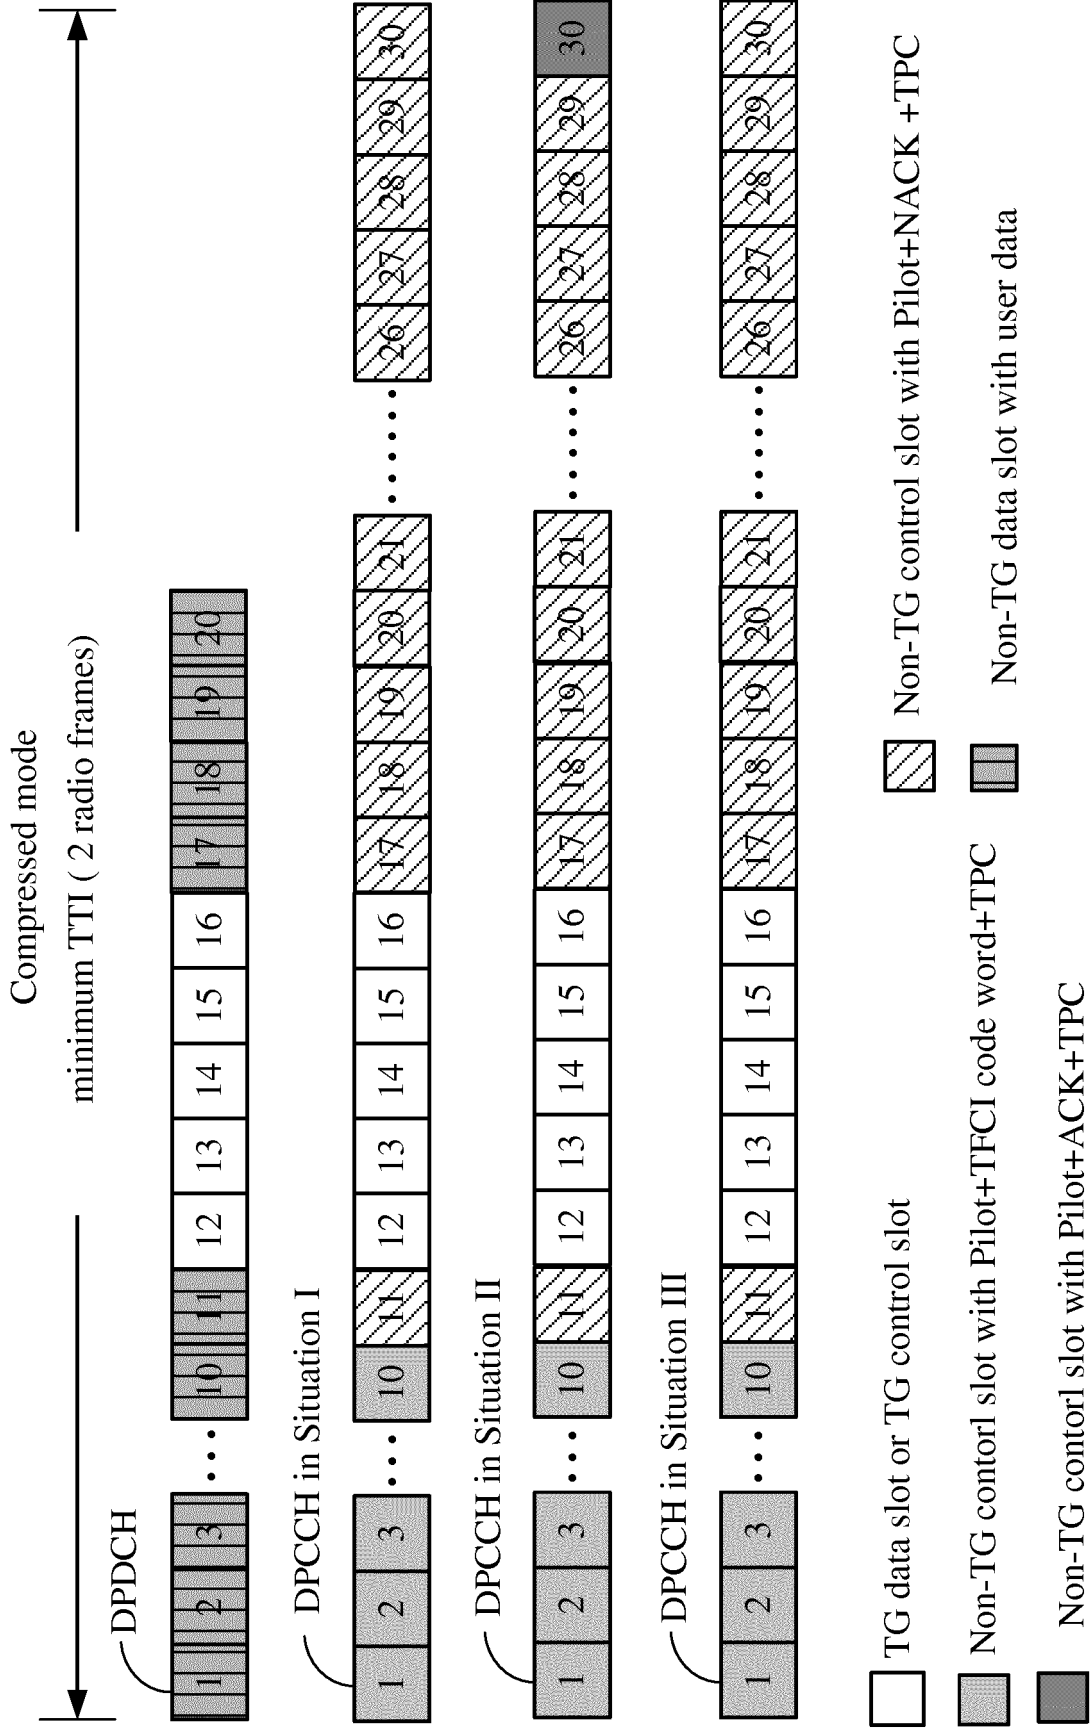 Compressed mode
minimum TTI ( 2 radio frames)
DPDCH
1 2 3 ••• 10 11 12 13 14 15 16 17 18 19 20
DPCCH in Situation I
1 2 3 ••• 10 11 12 13 14 15 16 17 18 19 20 21 ••••••• 26 27 28 29 30
DPCCH in Situation II
1 2 3 ••• 10 11 12 13 14 15 16 17 18 19 20 21 ••••••• 26 27 28 29 30
DPCCH in Situation III
1 2 3 ••• 10 11 12 13 14 15 16 17 18 19 20 21 ••••••• 26 27 28 29 30
TG data slot or TG control slot
Non-TG control slot with Pilot+NACK +TPC
Non-TG contorl slot with Pilot+TFCI code word+TPC
Non-TG data slot with user data
Non-TG contorl slot with Pilot+ACK+TPC